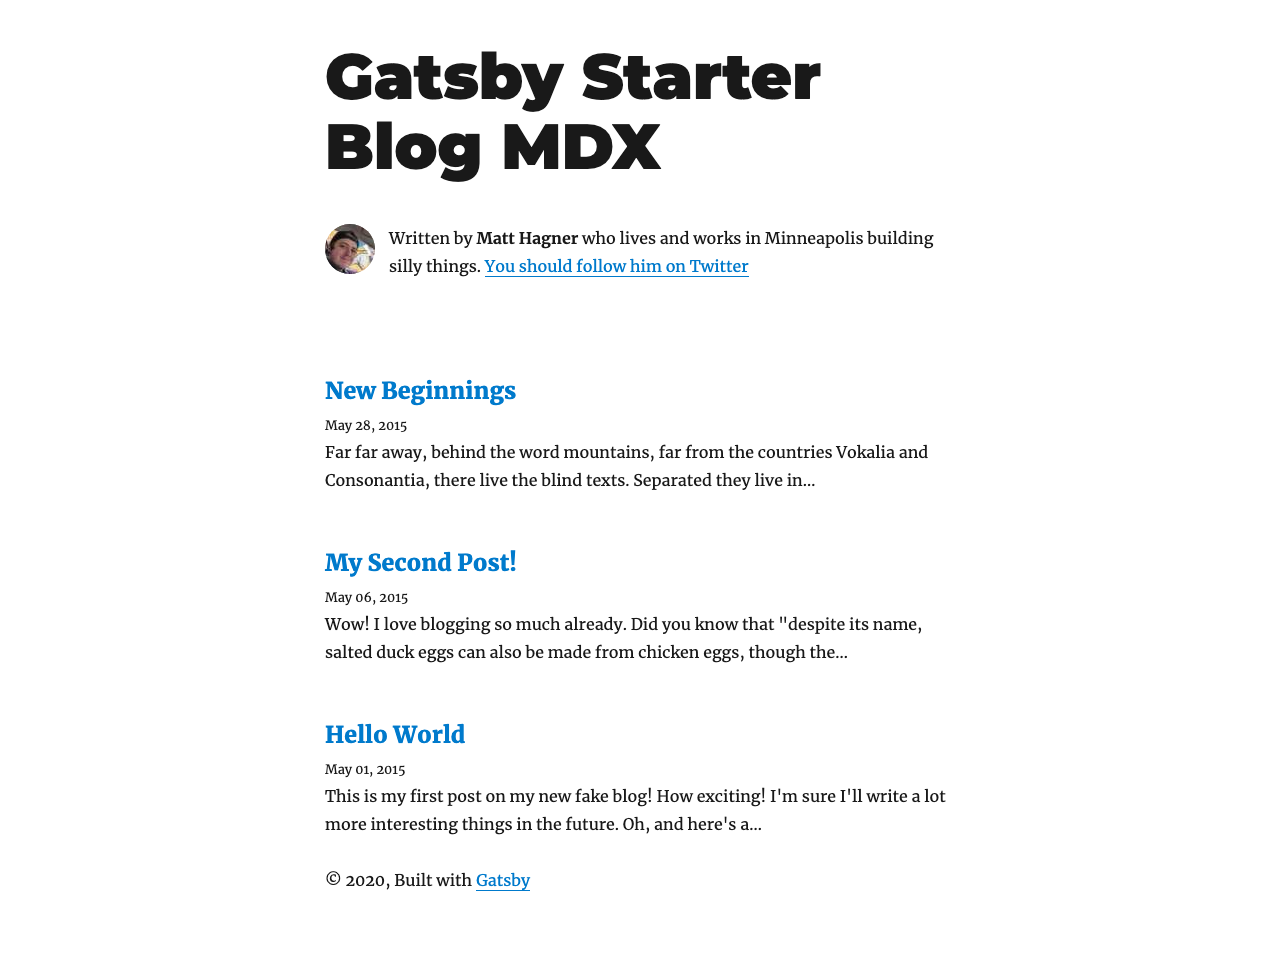 Gatsby Starter
Blog MDX
Written by Matt Hagner who lives and works in Minneapolis building
silly things. You should follow him on Twitter
New Beginnings
May 28, 2015
Far far away, behind the word mountains, far from the countries Vokalia and
Consonantia, there live the blind texts. Separated they live in…
My Second Post!
May 06, 2015
Wow! I love blogging so much already. Did you know that "despite its name,
salted duck eggs can also be made from chicken eggs, though the…
Hello World
May 01, 2015
This is my first post on my new fake blog! How exciting! I'm sure I'll write a lot
more interesting things in the future. Oh, and here's a…
© 2020, Built with Gatsby